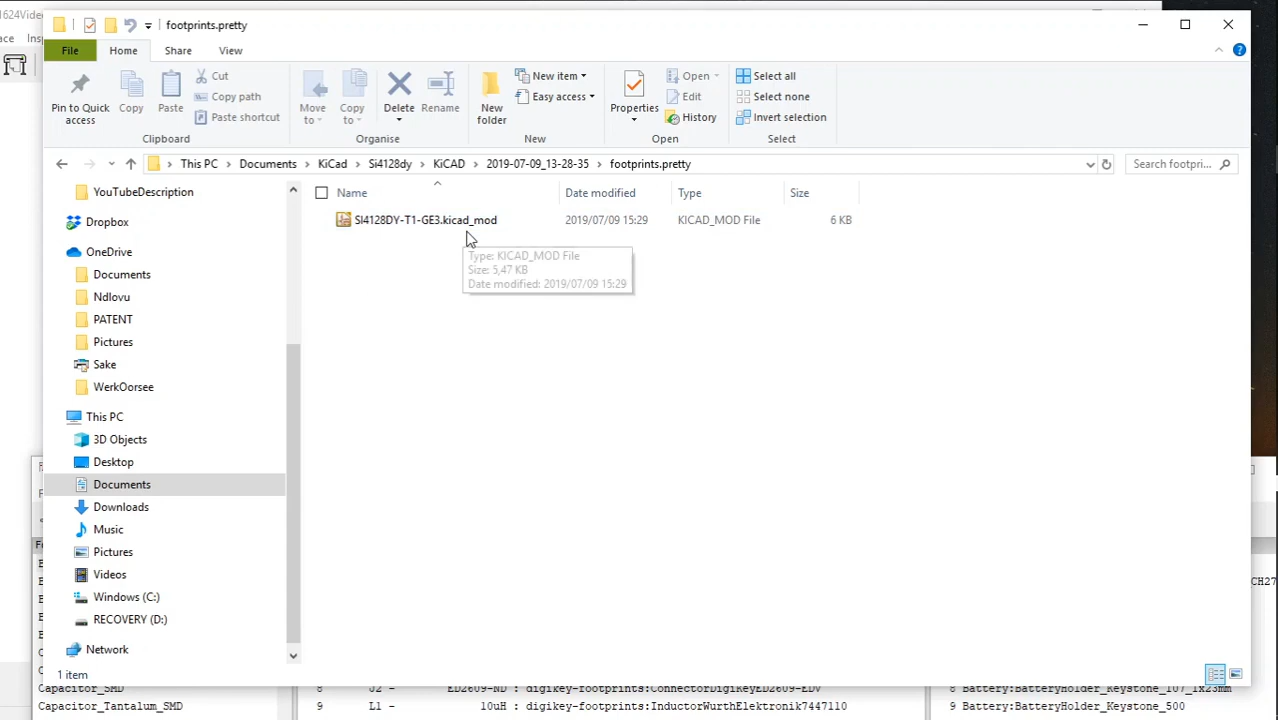 1624Video
footprints.pretty
ace
File
Home
Share
View
Pin to Quick access
Copy
Paste
Cut
Copy path
Paste shortcut
Move to
Copy to
Delete
Rename
New folder
New item
Easy access
Properties
Open
Edit
History
Select all
Select none
Invert selection
Clipboard
Organise
New
Open
Select
This PC > Documents > KiCad > Si4128dy > KiCAD > 2019-07-09_13-28-35 > footprints.pretty
Search footpri...
Name
Date modified
Type
Size
SI4128DY-T1-GE3.kicad_mod
2019/07/09 15:29
KICAD_MOD File
6 KB
Type: KICAD_MOD File
Size: 5,47 KB
Date modified: 2019/07/09 15:29
YouTubeDescription
Dropbox
OneDrive
Documents
Ndlovu
PATENT
Pictures
Sake
WerkOorsee
This PC
3D Objects
Desktop
Documents
Downloads
Music
Pictures
Videos
Windows (C:)
RECOVERY (D:)
Network
1 item
CH27
Capacitor_SMD
8 J2 - ED2609-ND : digikey-footprints:ConnectorDigiKeyED2609-EDV
8 Battery:BatteryHolder_Keystone_107_1x23mm
Capacitor_Tantalum_SMD
9 L1 - 10uH : digikey-footprints:InductorWurthElektronik7447110
9 Battery:BatteryHolder_Keystone_500